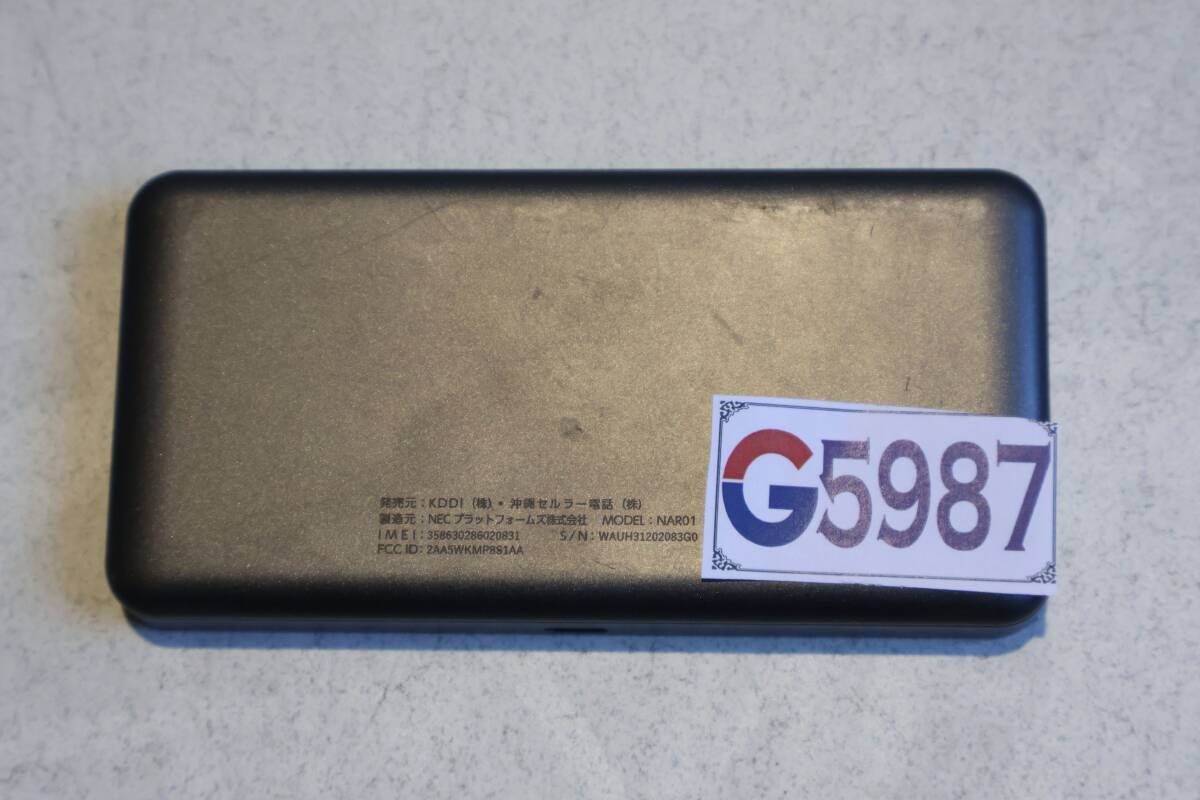 発売元：KDDI（株）・沖縄セルラー電話（株）
製造元：NECプラットフォームズ株式会社 MODEL：NAR01
IMEI：358630286020831 S/N：WAUH31202083G0
FCC ID：2AA5WKMP8S1AA
G5987